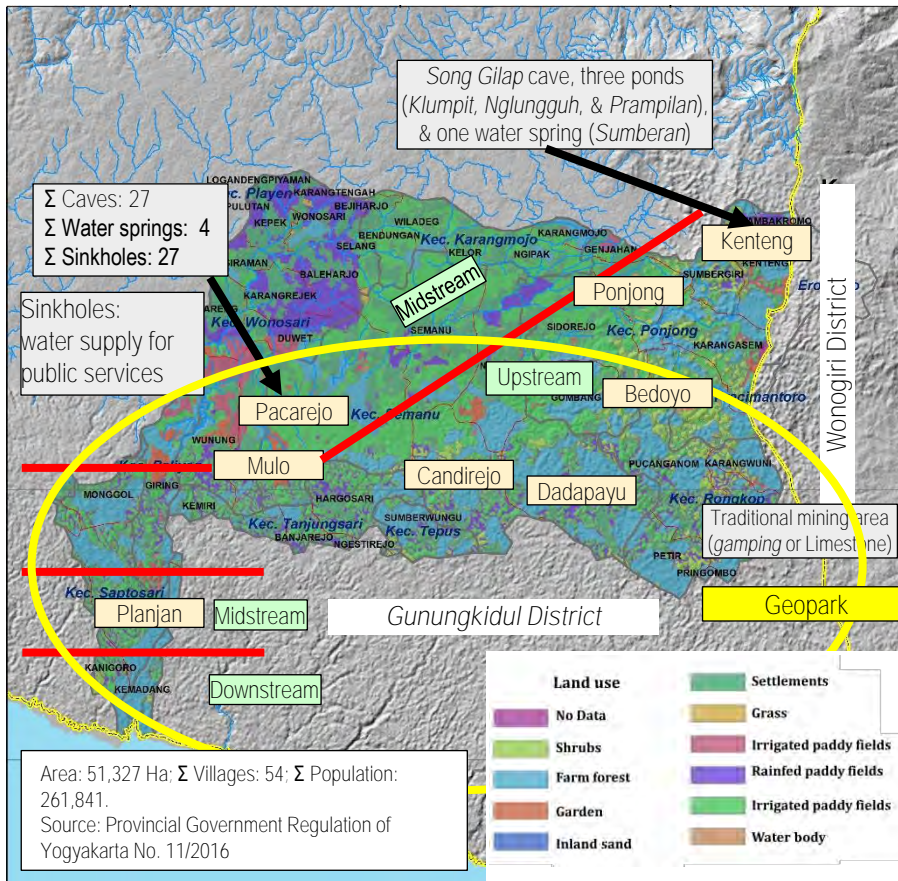 Song Gilap cave, three ponds
(Klumpit, Nglungguh, & Prampilan),
& one water spring (Sumberan)
Σ Caves: 27
Σ Water springs: 4
Σ Sinkholes: 27
Sinkholes:
water supply for
public services
LOGANDENGPIYAMAN
Kec. Playen
KARANGTENGAH
PULUTAN
BEJIHARJO
KEPEK
WONOSARI
WILADEG
BENDUNGAN
SELANG
Kec. Karangmojo
KARANGMOJO
KELOR
NGIPAK
GENJAHAN
SIRAMAN
BALEHARJO
KARANGREJEK
Kec. Wonosari
DUWET
SEMANU
Midstream
Kenteng
KENTENG
SUMBERGIRI
Ponjong
SIDOREJO
Kec. Ponjong
KARANGASEM
Upstream
Bedoyo
Pacarejo
Kec. Semanu
WUNUNG
Mulo
Candirejo
Dadapayu
PUCANGANOM
KARANGWUNI
Kec. Rongkop
MONGGOL
GIRING
KEMIRI
HARGOSARI
Kec. Tanjungsari
BANJAREJO
NGESTIREJO
SUMBERWUNGU
Kec. Tepus
PETIR
PRINGOMBO
Wonogiri District
Traditional mining area
(gamping or Limestone)
Geopark
Kec. Saptosari
Planjan
Midstream
Gunungkidul District
KANIGORO
KEMADANG
Downstream
Area: 51,327 Ha; Σ Villages: 54; Σ Population:
261,841.
Source: Provincial Government Regulation of
Yogyakarta No. 11/2016
Land use
No Data
Shrubs
Farm forest
Garden
Inland sand
Settlements
Grass
Irrigated paddy fields
Rainfed paddy fields
Irrigated paddy fields
Water body